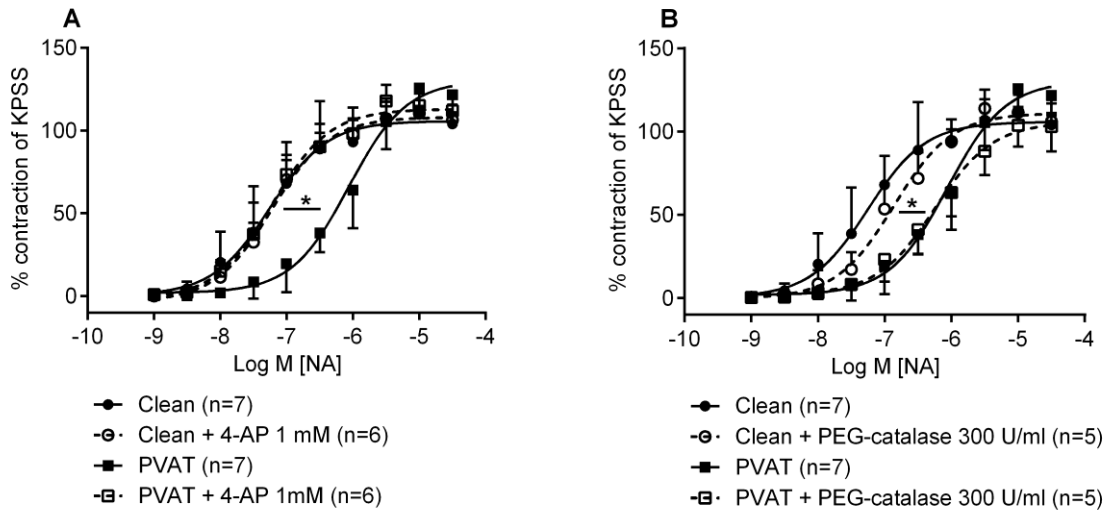 A
% contraction of KPSS
150
100
50
0
*
-10 -9 -8 -7 -6 -5 -4
Log M [NA]
Clean (n=7)
Clean + 4-AP 1 mM (n=6)
PVAT (n=7)
PVAT + 4-AP 1mM (n=6)
B
% contraction of KPSS
150
100
50
0
*
-10 -9 -8 -7 -6 -5 -4
Log M [NA]
Clean (n=7)
Clean + PEG-catalase 300 U/ml (n=5)
PVAT (n=7)
PVAT + PEG-catalase 300 U/ml (n=5)